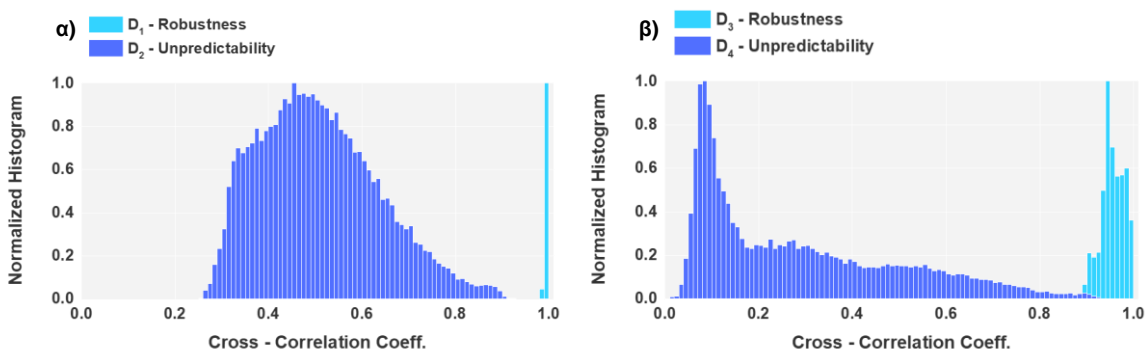 α)
D₁ - Robustness
D₂ - Unpredictability
Normalized Histogram
1.0
0.8
0.6
0.4
0.2
0.0
0.0 0.2 0.4 0.6 0.8 1.0
Cross - Correlation Coeff.
β)
D₃ - Robustness
D₄ - Unpredictability
Normalized Histogram
1.0
0.8
0.6
0.4
0.2
0.0
0.0 0.2 0.4 0.6 0.8 1.0
Cross - Correlation Coeff.